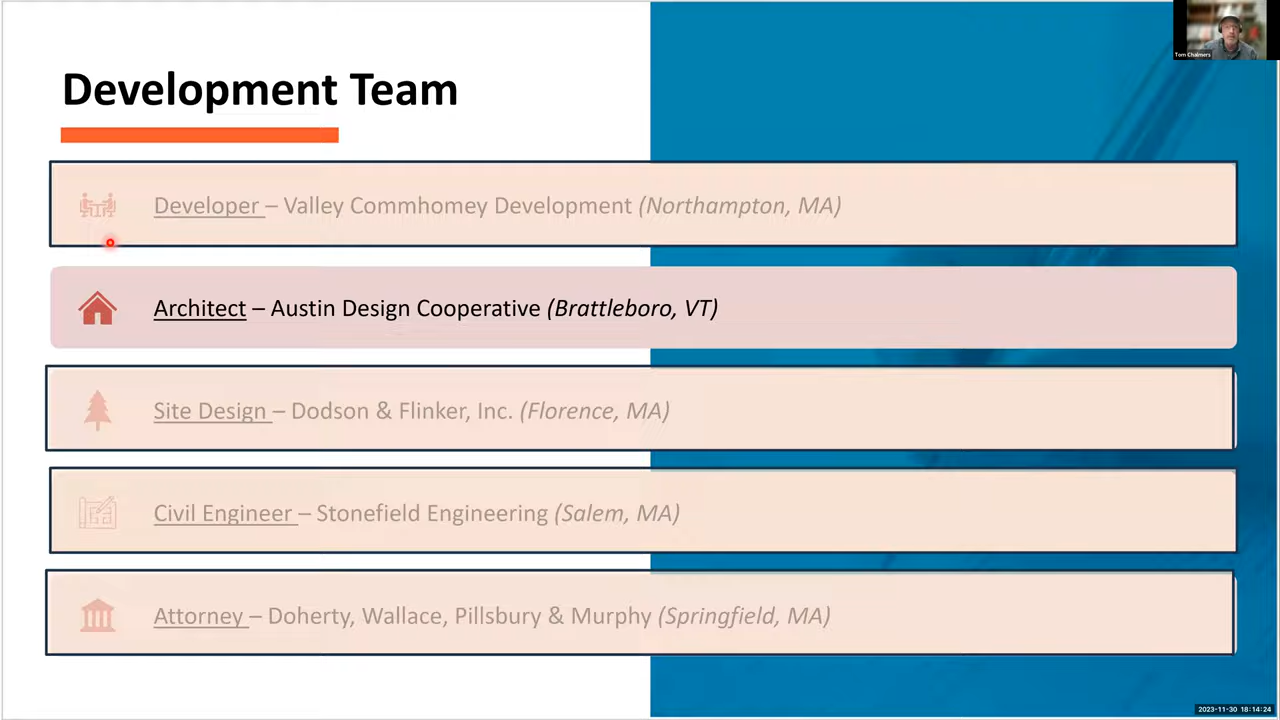 Tom Chalmers
Development Team
Developer – Valley Commhomey Development (Northampton, MA)
Architect – Austin Design Cooperative (Brattleboro, VT)
Site Design – Dodson & Flinker, Inc. (Florence, MA)
Civil Engineer – Stonefield Engineering (Salem, MA)
Attorney – Doherty, Wallace, Pillsbury & Murphy (Springfield, MA)
2023-11-30 18:14:24